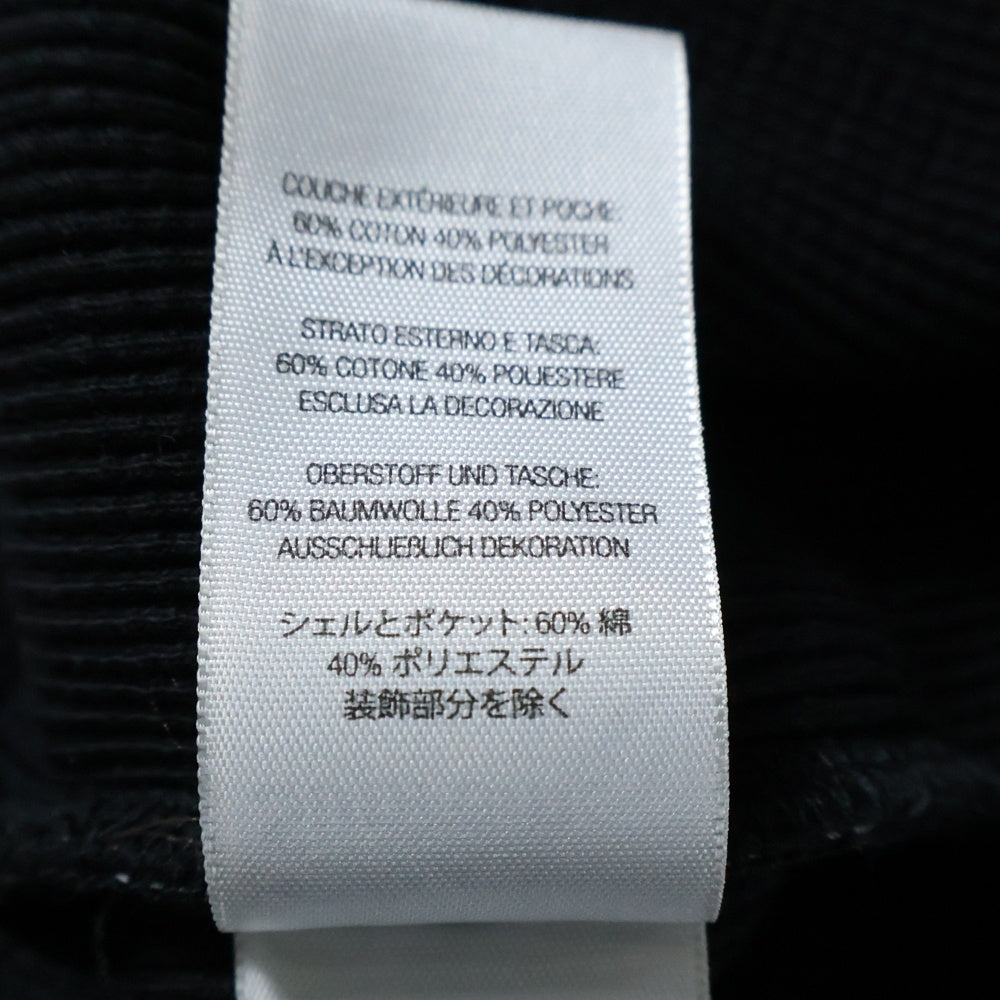 COUCHE EXTÉRIEURE ET POCHE:
60% COTON 40% POLYESTER
À L'EXCEPTION DES DÉCORATIONS
STRATO ESTERNO E TASCA:
60% COTONE 40% POLIESTERE
ESCLUSA LA DECORAZIONE
OBERSTOFF UND TASCHE:
60% BAUMWOLLE 40% POLYESTER
AUSSCHLIEßLICH DEKORATION
シェルとポケット: 60% 綿
40% ポリエステル
装飾部分を除く